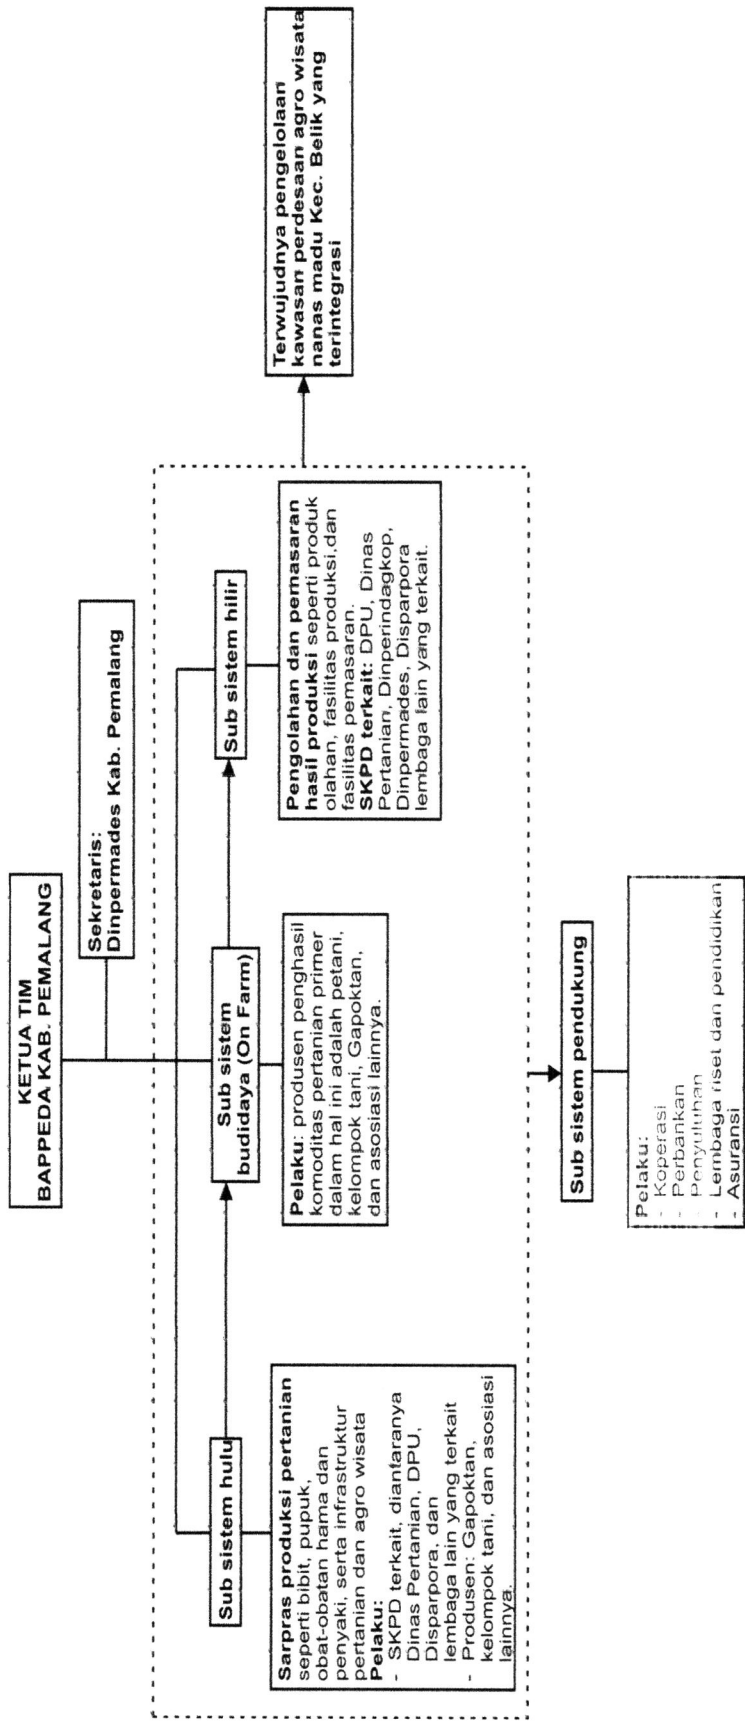 KETUA TIM
BAPPEDA KAB. PEMALANG
Sekretaris:
Dinpermades Kab. Pemalang
Sub sistem hulu
Sub sistem
budidaya (On Farm)
Sub sistem hilir
Sarpras produksi pertanian
seperti bibit, pupuk,
obat-obatan hama dan
penyaki, serta infrastruktur
pertanian dan agro wisata
Pelaku:
- SKPD terkait, diantaranya
Dinas Pertanian, DPU,
Disparpora, dan
lembaga lain yang terkait
- Produsen: Gapoktan,
kelompok tani, dan asosiasi
lainnya.
Pelaku: produsen penghasil
komoditas pertanian primer
dalam hal ini adalah petani,
kelompok tani, Gapoktan,
dan asosiasi lainnya.
Pengolahan dan pemasaran
hasil produksi seperti produk
olahan, fasilitas produksi,dan
fasilitas pemasaran.
SKPD terkait: DPU, Dinas
Pertanian, Dinperindagkop,
Dinpermades, Disparpora
lembaga lain yang terkait.
Terwujudnya pengelolaan
kawasan perdesaan agro wisata
nanas madu Kec. Belik yang
terintegrasi
Sub sistem pendukung
Pelaku:
- Koperasi
- Perbankan
- Penyuluhan
- Lembaga riset dan pendidikan
- Asuransi